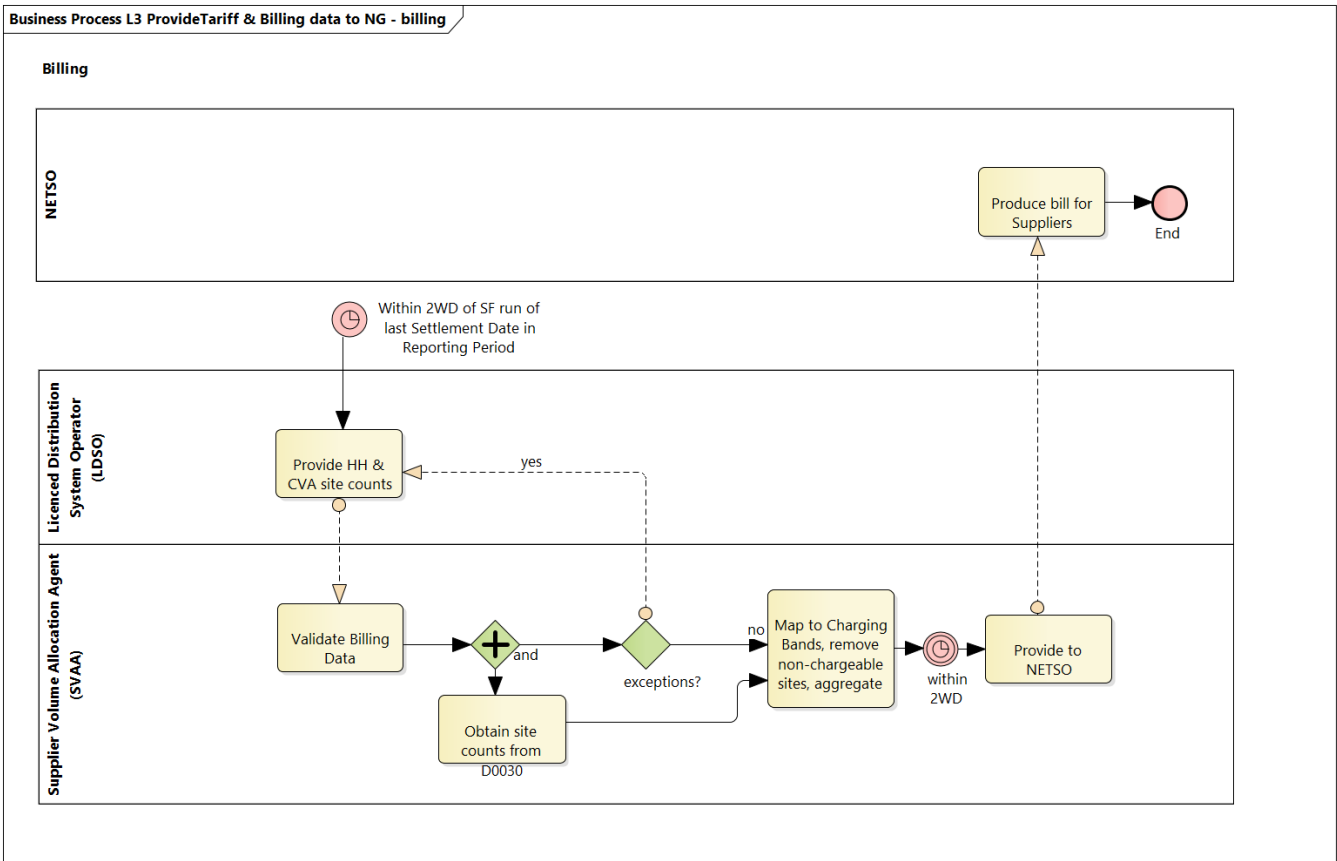 Business Process L3 ProvideTariff & Billing data to NG - billing
Billing
NETSO
Produce bill for
Suppliers
End
Within 2WD of SF run of
last Settlement Date in
Reporting Period
Licenced Distribution
System Operator
(LDSO)
Provide HH &
CVA site counts
yes
Supplier Volume Allocation Agent
(SVAA)
Validate Billing
Data
and
exceptions?
no
Map to Charging
Bands, remove
non-chargeable
sites, aggregate
within
2WD
Provide to
NETSO
Obtain site
counts from
D0030